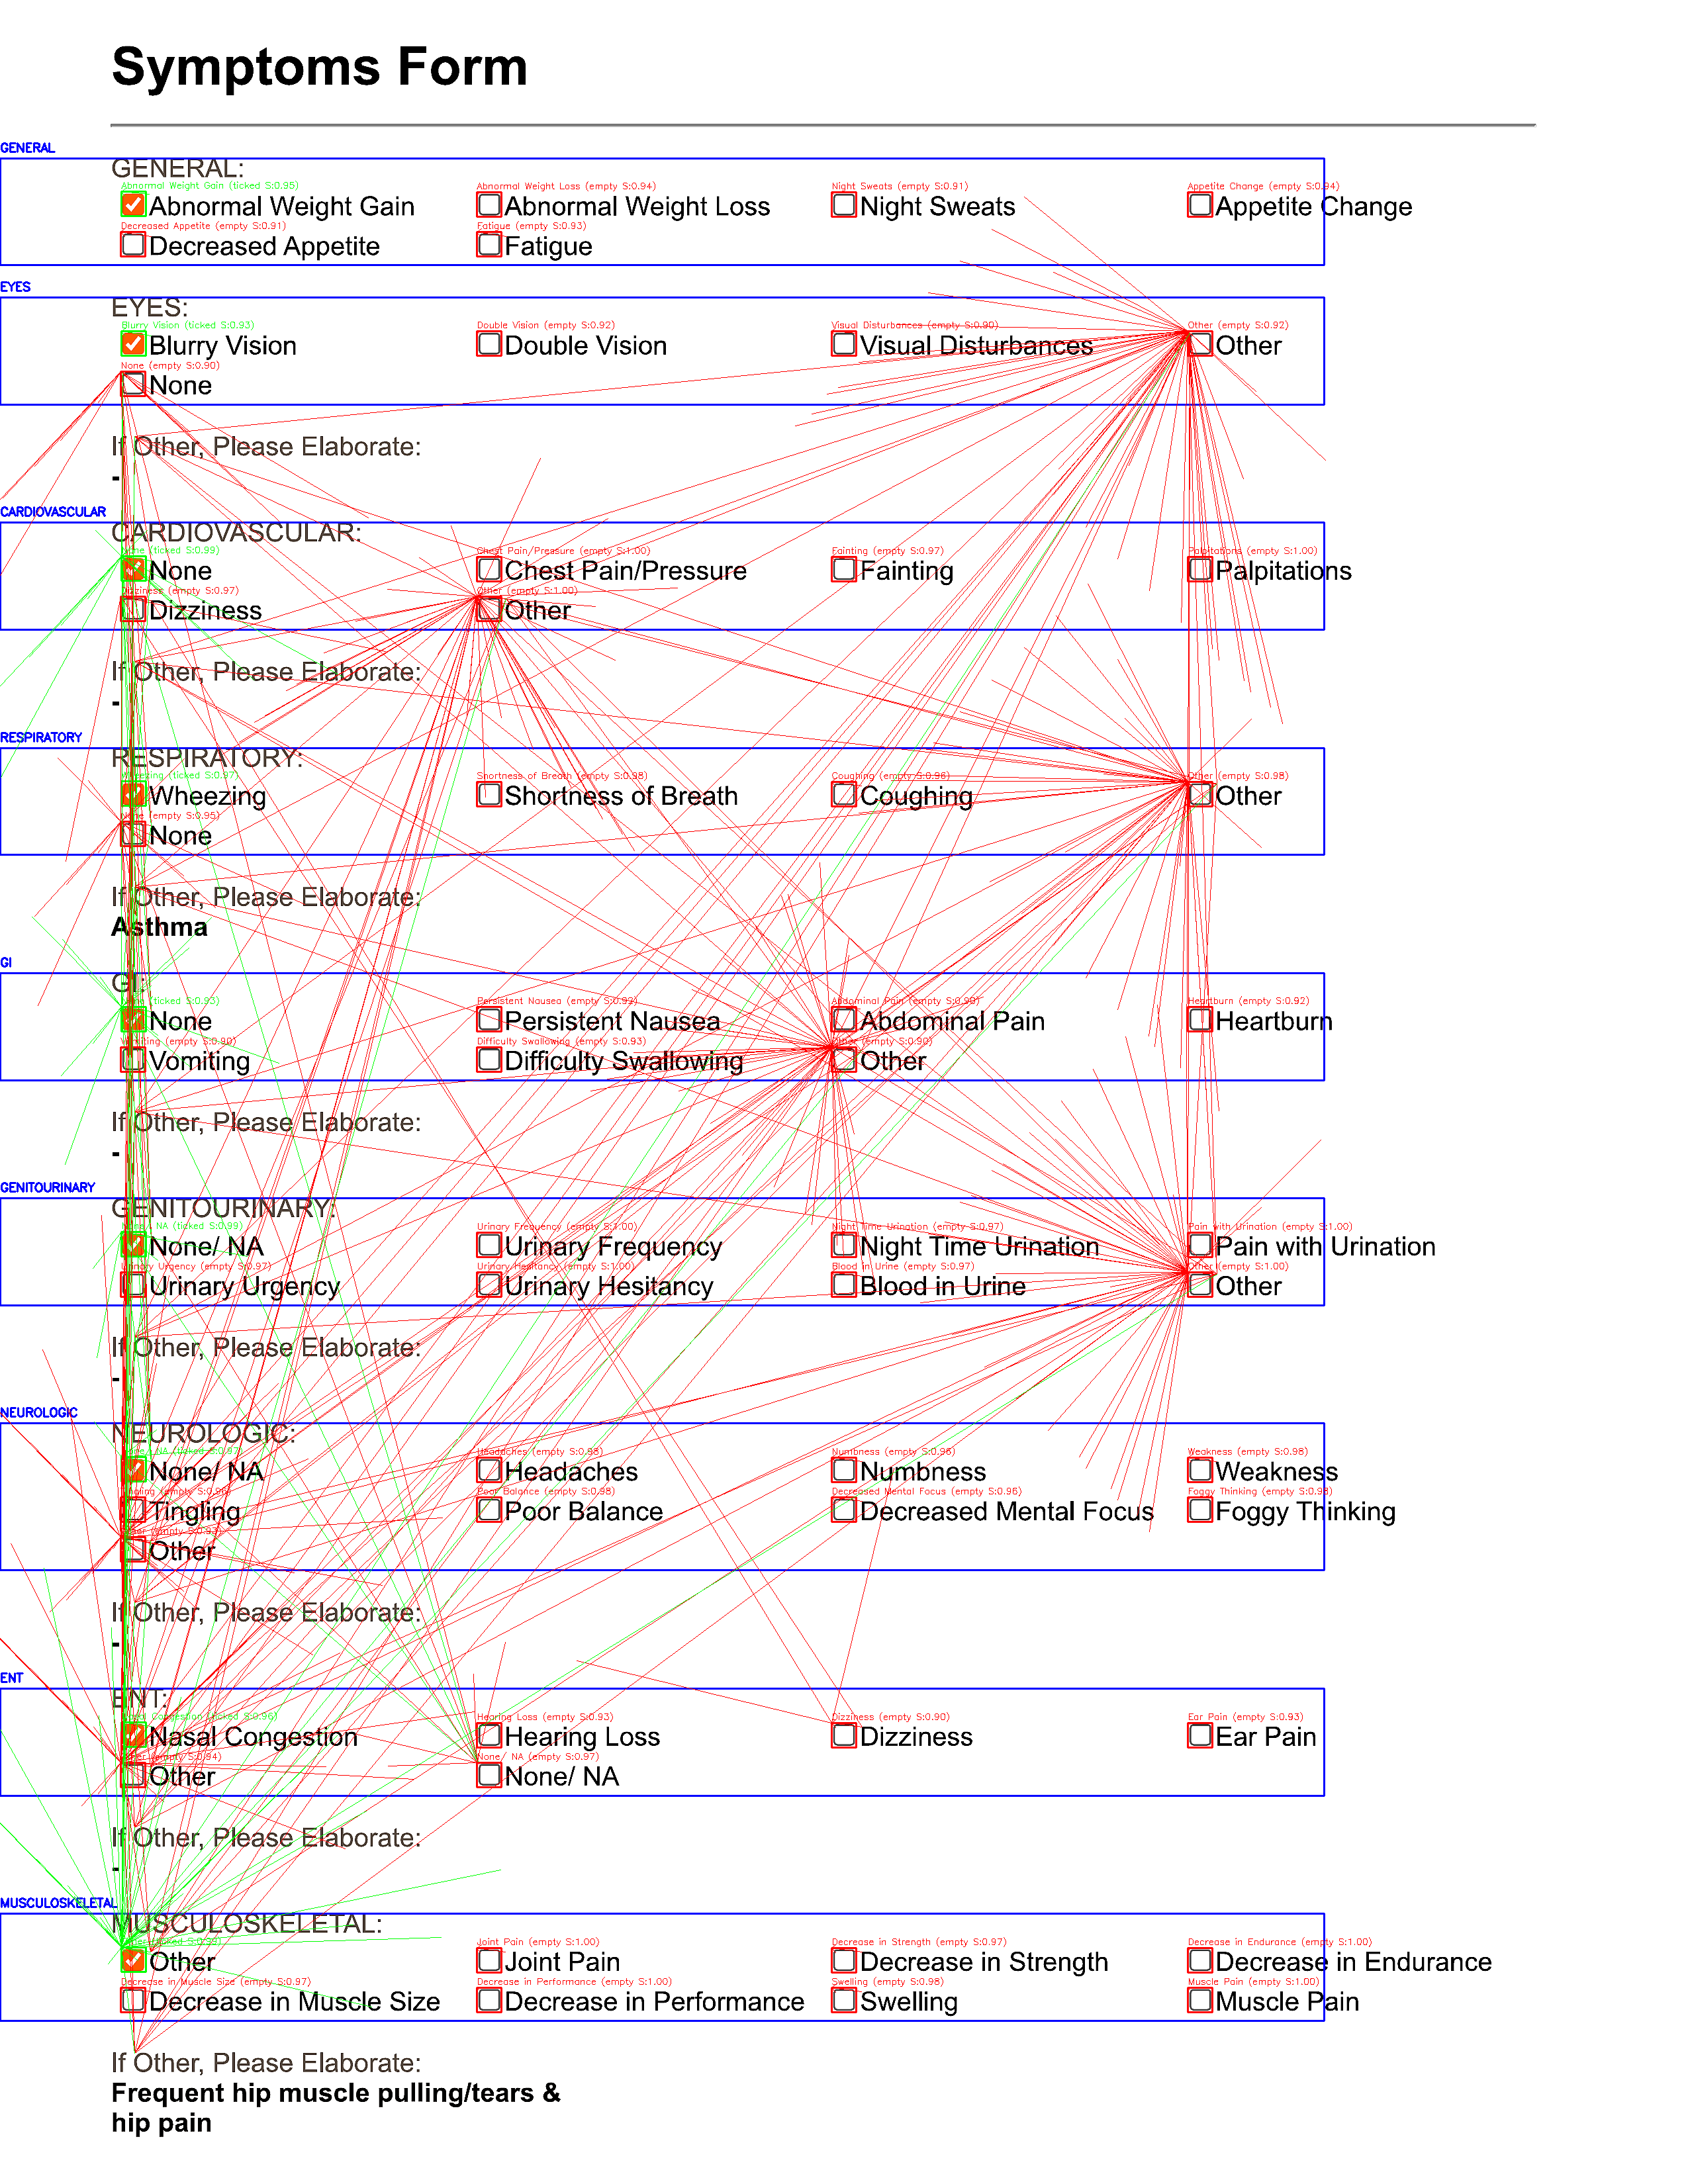 Symptoms Form
GENERAL
GENERAL:
Abnormal Weight Gain (ticked S:0.95) Abnormal Weight Loss (empty S:0.94) Night Sweats (empty S:0.91) Appetite Change (empty S:0.94)
Abnormal Weight Gain Abnormal Weight Loss Night Sweats Appetite Change
Decreased Appetite (empty S:0.91) Fatigue (empty S:0.93)
Decreased Appetite Fatigue
EYES
EYES:
Blurry Vision (ticked S:0.93) Double Vision (empty S:0.92) Visual Disturbances (empty S:0.90) Other (empty S:0.92)
Blurry Vision Double Vision Visual Disturbances Other
None (empty S:0.90)
None
If Other, Please Elaborate:
-
CARDIOVASCULAR
CARDIOVASCULAR:
None (ticked S:0.99) Chest Pain/Pressure (empty S:1.00) Fainting (empty S:0.97) Palpitations (empty S:1.00)
None Chest Pain/Pressure Fainting Palpitations
Dizziness (empty S:0.97) Other (empty S:1.00)
Dizziness Other
If Other, Please Elaborate:
-
RESPIRATORY
RESPIRATORY:
Wheezing (ticked S:0.97) Shortness of Breath (empty S:0.98) Coughing (empty S:0.96) Other (empty S:0.98)
Wheezing Shortness of Breath Coughing Other
None (empty S:0.95)
None
If Other, Please Elaborate:
Asthma
GI
GI:
None (ticked S:0.93) Persistent Nausea (empty S:0.92) Abdominal Pain (empty S:0.90) Heartburn (empty S:0.92)
None Persistent Nausea Abdominal Pain Heartburn
Vomiting (empty S:0.90) Difficulty Swallowing (empty S:0.93) Other (empty S:0.90)
Vomiting Difficulty Swallowing Other
If Other, Please Elaborate:
-
GENITOURINARY
GENITOURINARY:
None/ NA (ticked S:0.99) Urinary Frequency (empty S:1.00) Night Time Urination (empty S:0.97) Pain with Urination (empty S:1.00)
None/ NA Urinary Frequency Night Time Urination Pain with Urination
Urinary Urgency (empty S:0.97) Urinary Hesitancy (empty S:1.00) Blood in Urine (empty S:0.97) Other (empty S:1.00)
Urinary Urgency Urinary Hesitancy Blood in Urine Other
If Other, Please Elaborate:
-
NEUROLOGIC
NEUROLOGIC:
None/ NA (ticked S:0.97) Headaches (empty S:0.98) Numbness (empty S:0.96) Weakness (empty S:0.98)
None/ NA Headaches Numbness Weakness
Tingling (empty S:0.96) Poor Balance (empty S:0.98) Decreased Mental Focus (empty S:0.96) Foggy Thinking (empty S:0.98)
Tingling Poor Balance Decreased Mental Focus Foggy Thinking
Other (empty S:0.93)
Other
If Other, Please Elaborate:
-
ENT
ENT:
Nasal Congestion (ticked S:0.96) Hearing Loss (empty S:0.93) Dizziness (empty S:0.90) Ear Pain (empty S:0.93)
Nasal Congestion Hearing Loss Dizziness Ear Pain
Other (empty S:0.94) None/ NA (empty S:0.97)
Other None/ NA
If Other, Please Elaborate:
-
MUSCULOSKELETAL
MUSCULOSKELETAL:
Joint Pain (empty S:1.00) Decrease in Strength (empty S:0.97) Decrease in Endurance (empty S:1.00)
Other Joint Pain Decrease in Strength Decrease in Endurance
Decrease in Muscle Size (empty S:0.97) Decrease in Performance (empty S:1.00) Swelling (empty S:0.98) Muscle Pain (empty S:1.00)
Decrease in Muscle Size Decrease in Performance Swelling Muscle Pain
If Other, Please Elaborate:
Frequent hip muscle pulling/tears &
hip pain